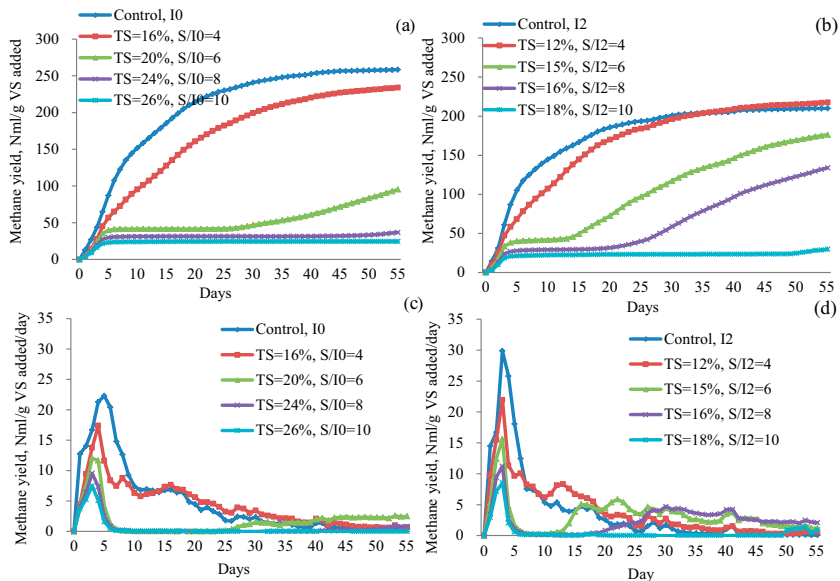 (a)
Control, I0
TS=16%, S/I0=4
TS=20%, S/I0=6
TS=24%, S/I0=8
TS=26%, S/I0=10
Methane yield, Nml/g VS added
300
250
200
150
100
50
0
0 5 10 15 20 25 30 35 40 45 50 55
Days
(b)
Control, I2
TS=12%, S/I2=4
TS=15%, S/I2=6
TS=16%, S/I2=8
TS=18%, S/I2=10
Methane yield, Nml/g VS added
300
250
200
150
100
50
0
0 5 10 15 20 25 30 35 40 45 50 55
Days
(c)
Control, I0
TS=16%, S/I0=4
TS=20%, S/I0=6
TS=24%, S/I0=8
TS=26%, S/I0=10
Methane yield, Nml/g VS added/day
35
30
25
20
15
10
5
0
0 5 10 15 20 25 30 35 40 45 50 55
Days
(d)
Control, I2
TS=12%, S/I2=4
TS=15%, S/I2=6
TS=16%, S/I2=8
TS=18%, S/I2=10
Methane yield, Nml/g VS added/day
35
30
25
20
15
10
5
0
0 5 10 15 20 25 30 35 40 45 50 55
Days